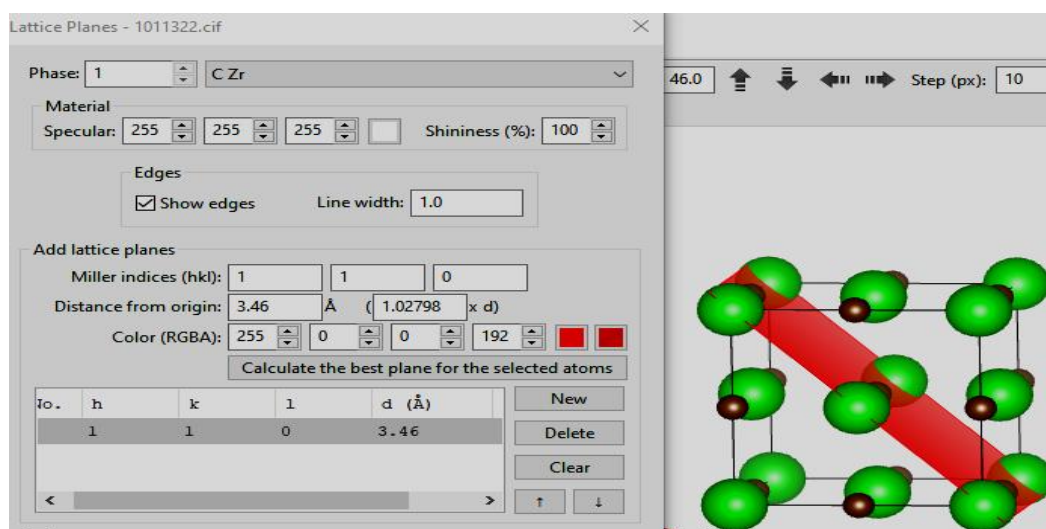 Lattice Planes - 1011322.cif
46.0 Step (px): 10
Phase: 1 C Zr
Material
Specular: 255 255 255 Shininess (%): 100
Edges
Show edges Line width: 1.0
Add lattice planes
Miller indices (hkl): 1 1 0
Distance from origin: 3.46 Å ( 1.02798 x d)
Color (RGBA): 255 0 0 192
Calculate the best plane for the selected atoms
No. h k l d (Å)
1 1 0 3.46
New
Delete
Clear
↑ ↓